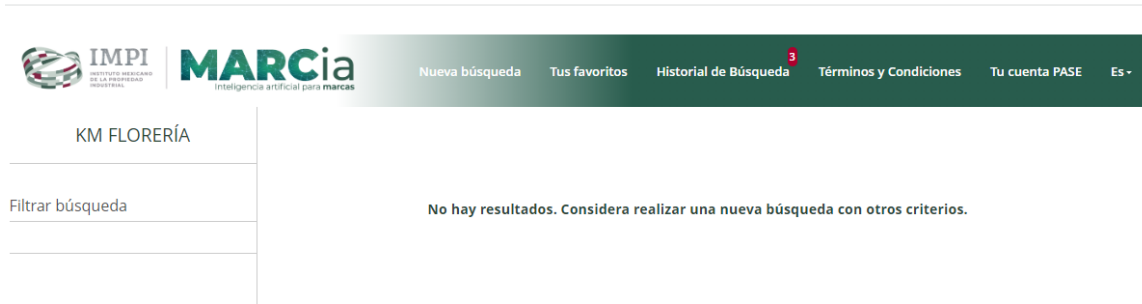 IMPI
INSTITUTO MEXICANO
DE LA PROPIEDAD
INDUSTRIAL
MARCia
Inteligencia artificial para marcas
Nueva búsqueda Tus favoritos Historial de Búsqueda 3 Términos y Condiciones Tu cuenta PASE Es
KM FLORERÍA
Filtrar búsqueda
No hay resultados. Considera realizar una nueva búsqueda con otros criterios.